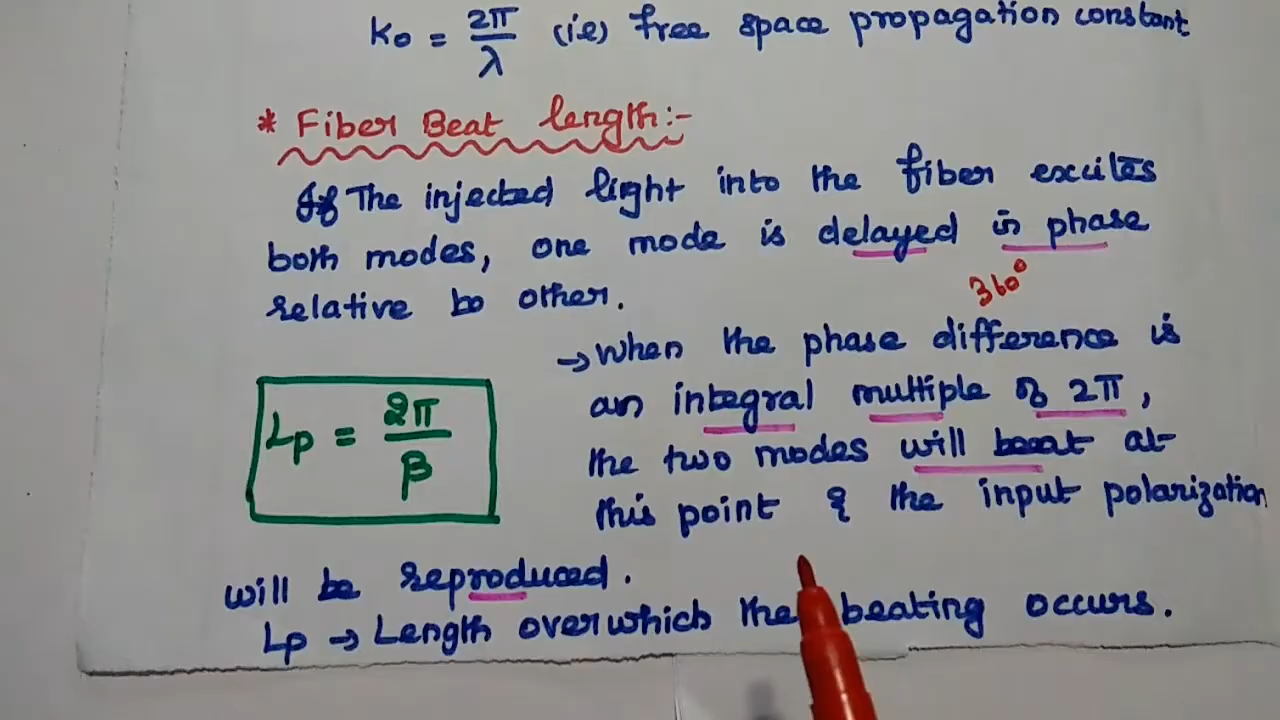 K₀ = 2π/λ (ie) free space propagation constant
* Fiber Beat length:-
If The injected light into the fiber excites
both modes, one mode is delayed in phase
relative to other.
360°
→ When the phase difference is
an integral multiple of 2π,
the two modes will beat at
this point & the input polarization
will be reproduced.
Lp = 2π/β
Lp → Length over which the beating occurs.